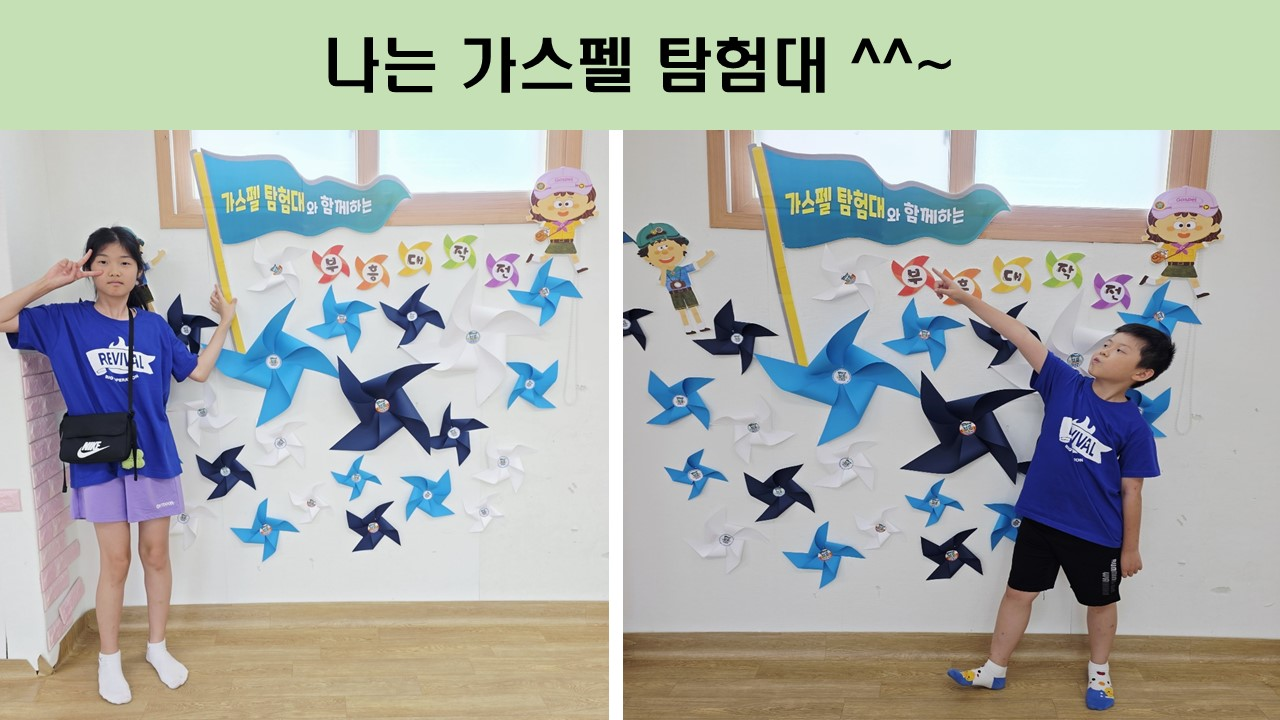 나는 가스펠 탐험대 ^^~
가스펠 탐험대와 함께하는
부흥대작전
REVIVAL
NIKE
가스펠 탐험대와 함께하는
부흥대작전
VIVAL